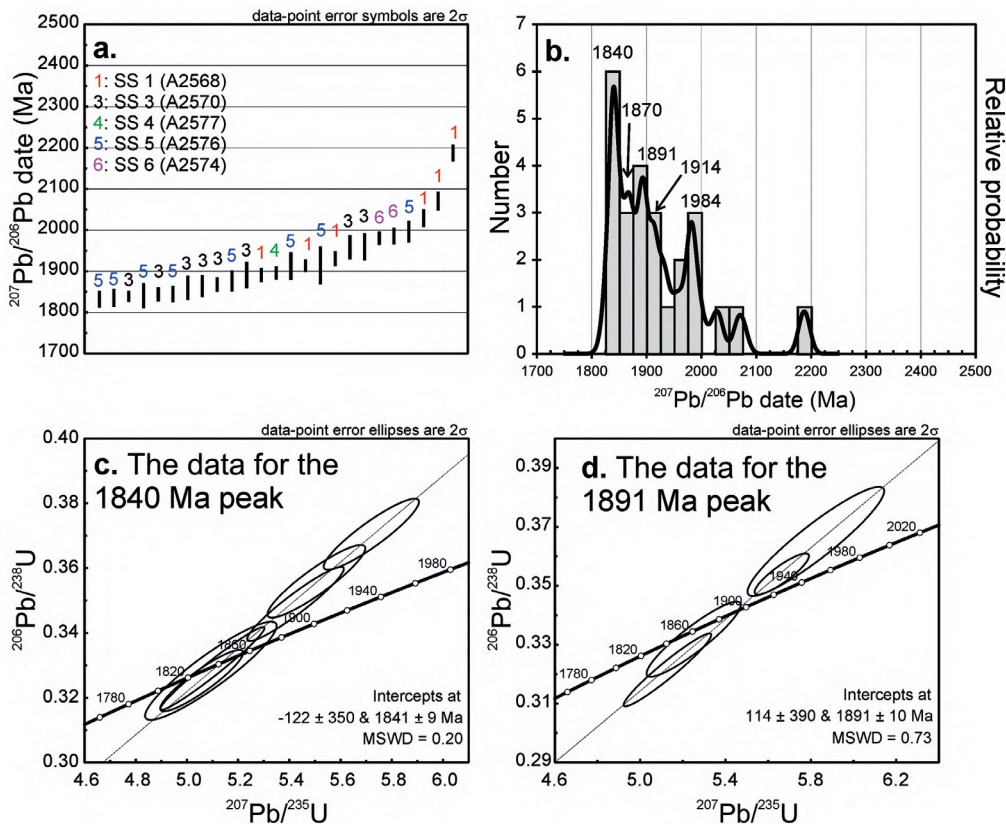 data-point error symbols are 2σ
a.
2500
2400
2300
2200
2100
2000
1900
1800
1700
²⁰⁷Pb/²⁰⁶Pb date (Ma)
1: SS 1 (A2568)
3: SS 3 (A2570)
4: SS 4 (A2577)
5: SS 5 (A2576)
6: SS 6 (A2574)
5 5 3 5 3 5 3 3 3 5 3 1 4 5 1 5 1 3 3 6 6 5 1 1 1
b.
7
6
5
4
3
2
1
0
Number
Relative probability
1840
1870
1891
1914
1984
1700 1800 1900 2000 2100 2200 2300 2400 2500
²⁰⁷Pb/²⁰⁶Pb date (Ma)
data-point error ellipses are 2σ
c. The data for the
1840 Ma peak
0.40
0.38
0.36
0.34
0.32
0.30
²⁰⁶Pb/²³⁸U
1780
1820
1860
1900
1940
1980
Intercepts at
-122 ± 350 & 1841 ± 9 Ma
MSWD = 0.20
4.6 4.8 5.0 5.2 5.4 5.6 5.8 6.0
²⁰⁷Pb/²³⁵U
data-point error ellipses are 2σ
d. The data for the
1891 Ma peak
0.39
0.37
0.35
0.33
0.31
0.29
²⁰⁶Pb/²³⁸U
1780
1820
1860
1900
1940
1980
2020
Intercepts at
114 ± 390 & 1891 ± 10 Ma
MSWD = 0.73
4.6 5.0 5.4 5.8 6.2
²⁰⁷Pb/²³⁵U